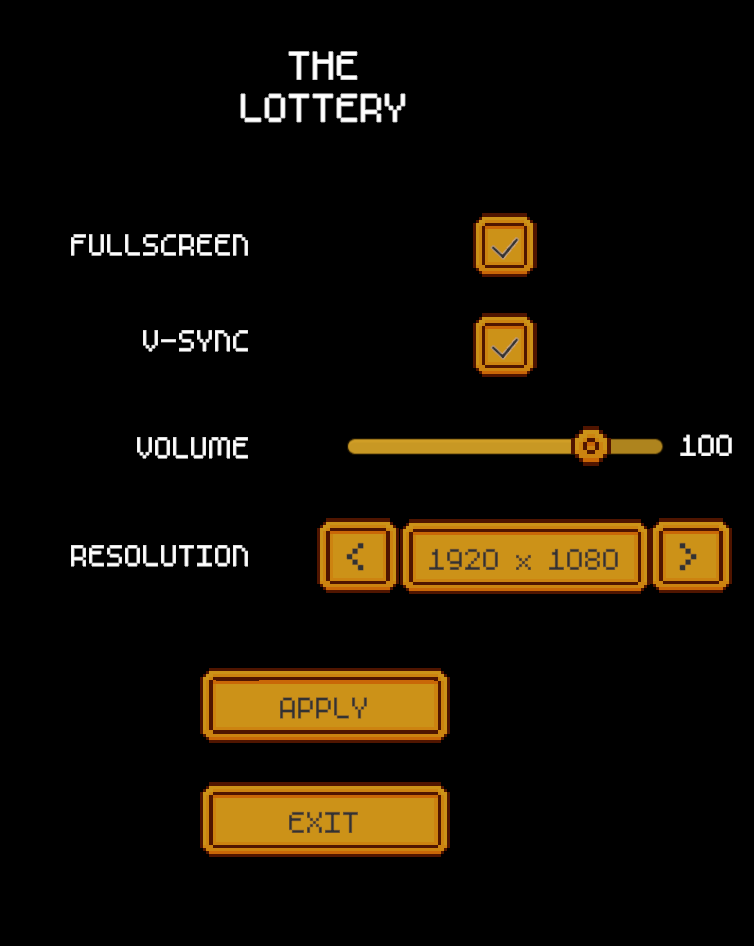 THE
LOTTERY
FULLSCREEN
V-SYNC
VOLUME 100
RESOLUTION < 1920 x 1080 >
APPLY
EXIT